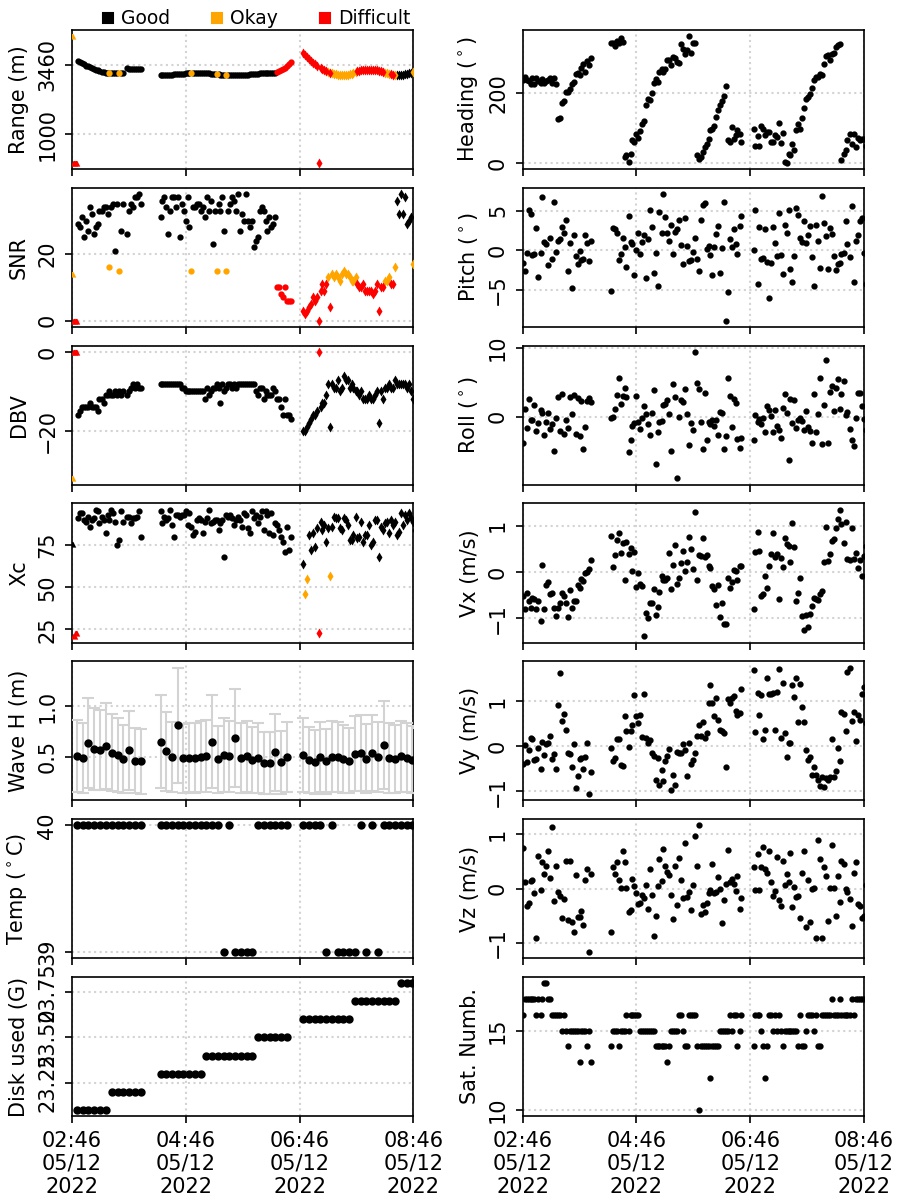 Good Okay Difficult
Range (m)
3460
1000
Heading (°)
200
0
SNR
20
0
Pitch (°)
5
0
−5
DBV
0
−20
Roll (°)
10
0
Xc
75
50
25
Vx (m/s)
1
0
−1
Wave H (m)
1.0
0.5
Vy (m/s)
1
0
−1
Temp (°C)
40
39
Vz (m/s)
1
0
−1
Disk used (G)
23.75
23.25
Sat. Numb.
15
10
02:46 04:46 06:46 08:46
05/12 05/12 05/12 05/12
2022 2022 2022 2022
02:46 04:46 06:46 08:46
05/12 05/12 05/12 05/12
2022 2022 2022 2022